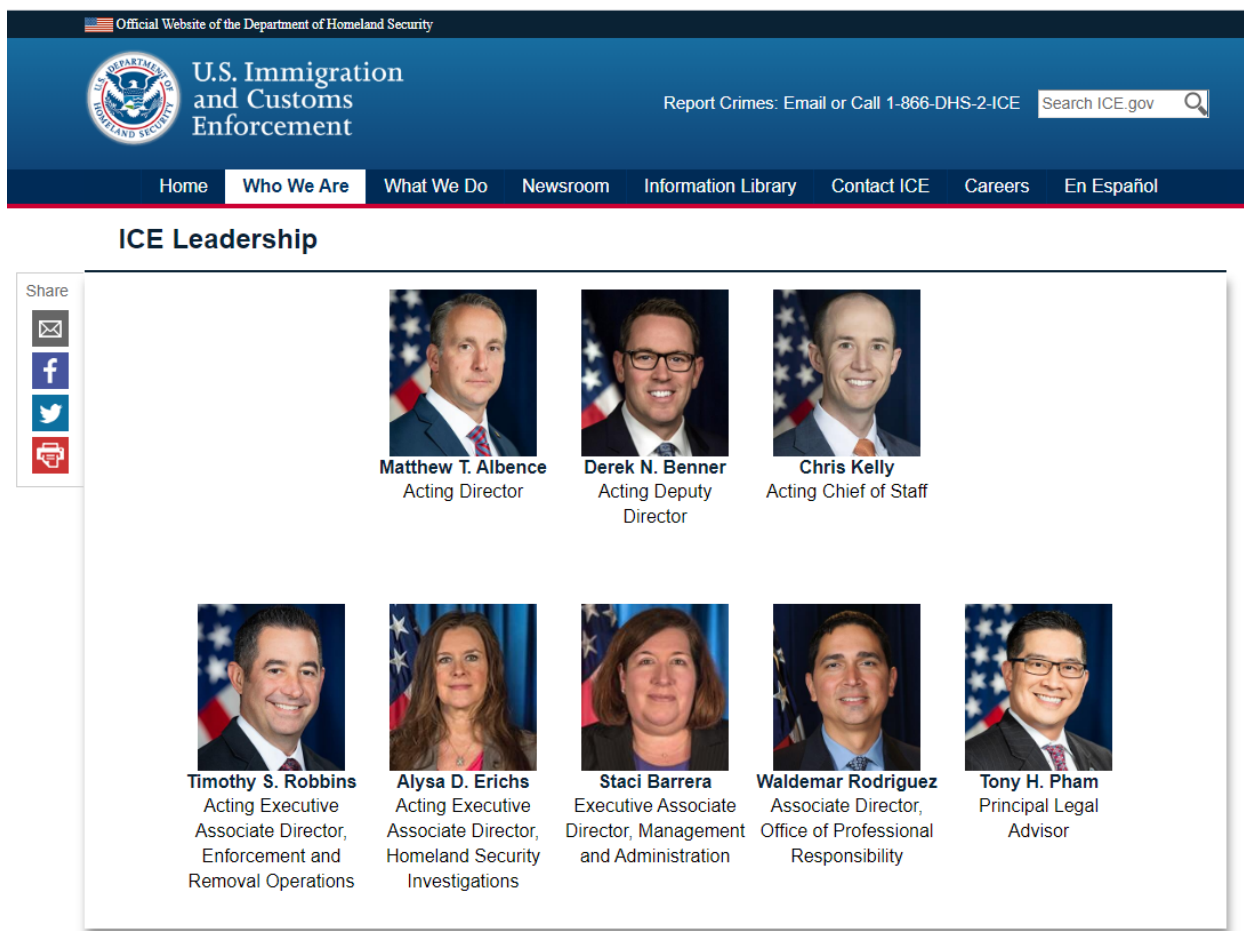 Official Website of the Department of Homeland Security
U.S. DEPARTMENT OF HOMELAND SECURITY
U.S. Immigration
and Customs
Enforcement
Report Crimes: Email or Call 1-866-DHS-2-ICE
Search ICE.gov
Home
Who We Are
What We Do
Newsroom
Information Library
Contact ICE
Careers
En Español
ICE Leadership
Share
Matthew T. Albence
Acting Director
Derek N. Benner
Acting Deputy
Director
Chris Kelly
Acting Chief of Staff
Timothy S. Robbins
Acting Executive
Associate Director,
Enforcement and
Removal Operations
Alysa D. Erichs
Acting Executive
Associate Director,
Homeland Security
Investigations
Staci Barrera
Executive Associate
Director, Management
and Administration
Waldemar Rodriguez
Associate Director,
Office of Professional
Responsibility
Tony H. Pham
Principal Legal
Advisor